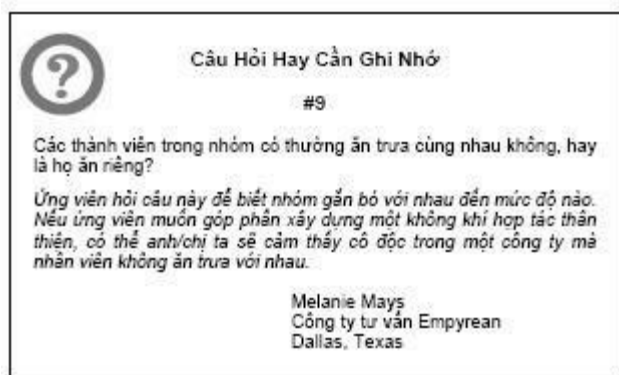 ?
Câu Hỏi Hay Cần Ghi Nhớ
#9
Các thành viên trong nhóm có thường ăn trưa cùng nhau không, hay
là họ ăn riêng?
Ứng viên hỏi câu này để biết nhóm gắn bó với nhau đến mức độ nào.
Nếu ứng viên muốn góp phần xây dựng một không khí hợp tác thân
thiện, có thể anh/chị ta sẽ cảm thấy cô độc trong một công ty mà
nhân viên không ăn trưa với nhau.
Melanie Mays
Công ty tư vấn Empyrean
Dallas, Texas